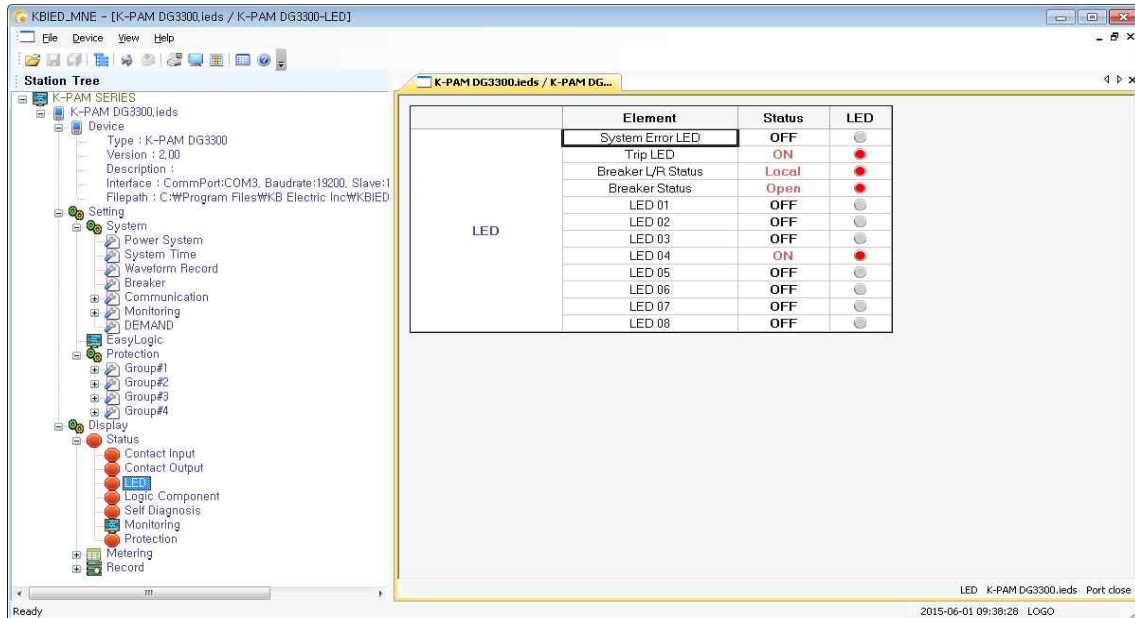 KBIED_MNE - [K-PAM DG3300.ieds / K-PAM DG3300-LED]
File Device View Help
Station Tree
K-PAM SERIES
K-PAM DG3300.ieds
Device
Type : K-PAM DG3300
Version : 2.00
Description :
Interface : CommPort:COM3, Baudrate:19200, Slave:1
Filepath : C:₩Program Files₩KB Electric Inc₩KBIED
Setting
System
Power System
System Time
Waveform Record
Breaker
Communication
Monitoring
DEMAND
EasyLogic
Protection
Group#1
Group#2
Group#3
Group#4
Display
Status
Contact Input
Contact Output
LED
Logic Component
Self Diagnosis
Monitoring
Protection
Metering
Record
K-PAM DG3300.ieds / K-PAM DG...
Element Status LED
LED
System Error LED OFF
Trip LED ON
Breaker L/R Status Local
Breaker Status Open
LED 01 OFF
LED 02 OFF
LED 03 OFF
LED 04 ON
LED 05 OFF
LED 06 OFF
LED 07 OFF
LED 08 OFF
LED K-PAM DG3300.ieds Port close
Ready 2015-06-01 09:38:28 LOGO